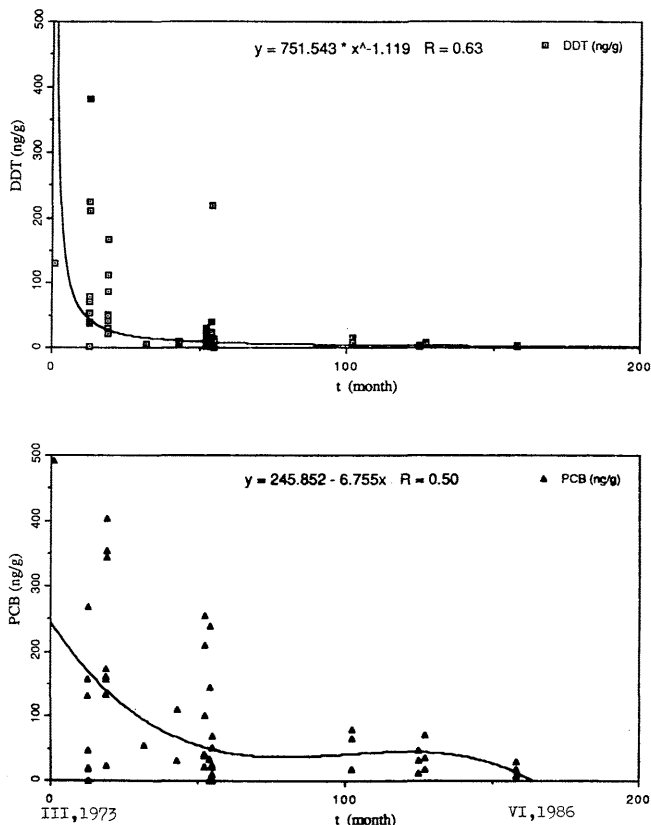 500
400
300
200
100
0
DDT (ng/g)
y = 751.543 * x^-1.119 R = 0.63
DDT (ng/g)
0
100
200
t (month)
500
400
300
200
100
0
PCB (ng/g)
y = 245.852 - 6.755x R = 0.50
PCB (ng/g)
0
100
200
III,1973
t (month)
VI,1986